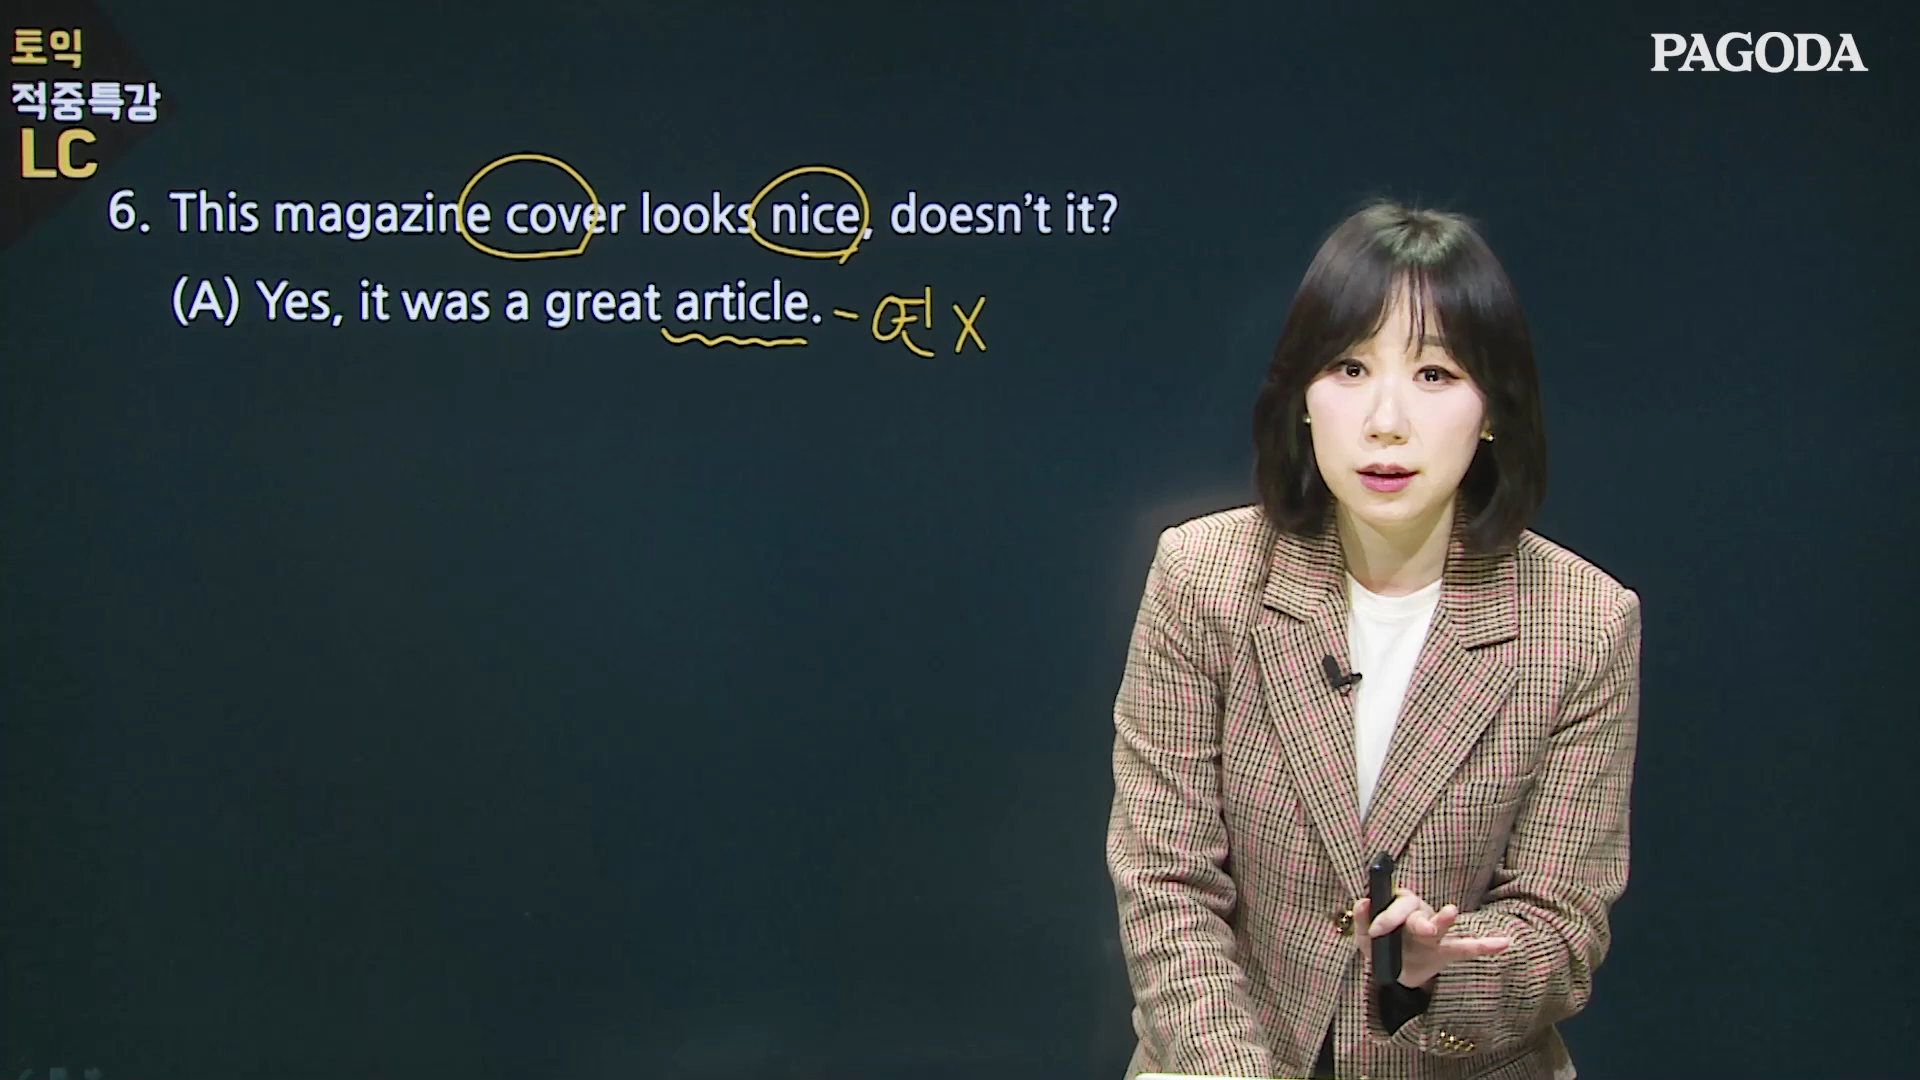 토익
적중특강
LC
PAGODA
6. This magazine cover looks nice, doesn't it?
(A) Yes, it was a great article. - 연 X